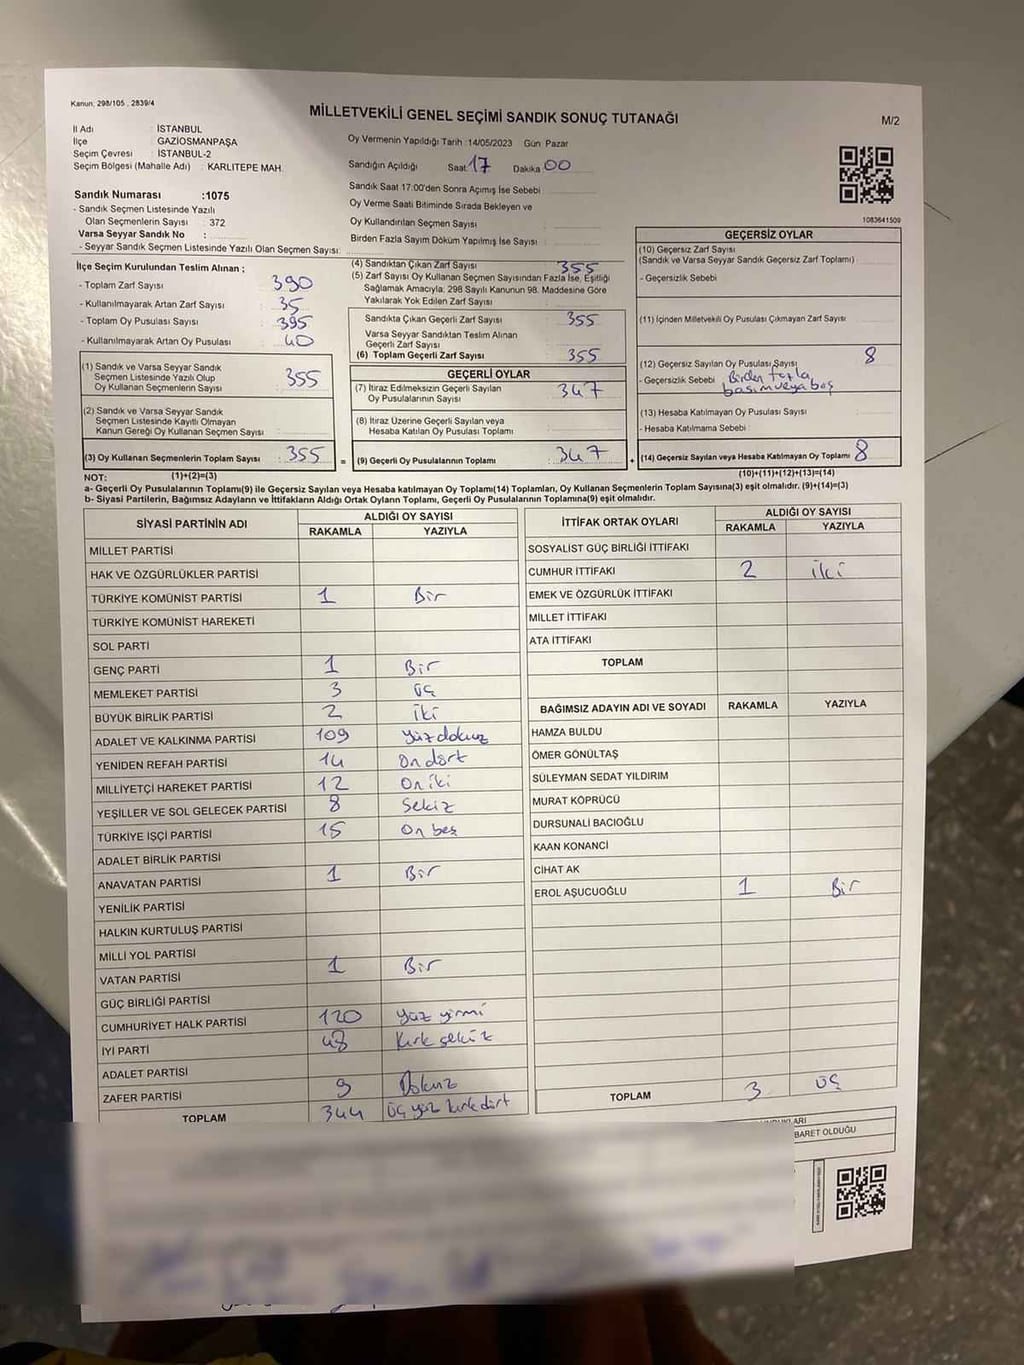 Kanun, 298/105 , 2839/4
MİLLETVEKİLİ GENEL SEÇİMİ SANDIK SONUÇ TUTANAĞI
M/2
İl Adı : İSTANBUL
İlçe : GAZİOSMANPAŞA
Seçim Çevresi : İSTANBUL-2
Seçim Bölgesi (Mahalle Adı) : KARLITEPE MAH.
Oy Vermenin Yapıldığı Tarih :14/05/2023 Gün Pazar
Sandığın Açıldığı Saat 17 Dakika 00
Sandık Saat 17:00'den Sonra Açımış İse Sebebi
Oy Verme Saati Bitiminde Sırada Bekleyen ve
Oy Kullandırılan Seçmen Sayısı :
Birden Fazla Sayım Döküm Yapılmış İse Sayısı :
1083641509
Sandık Numarası :1075
- Sandık Seçmen Listesinde Yazılı
Olan Seçmenlerin Sayısı : 372
Varsa Seyyar Sandık No :
- Seyyar Sandık Seçmen Listesinde Yazılı Olan Seçmen Sayısı:
İlçe Seçim Kurulundan Teslim Alınan ;
- Toplam Zarf Sayısı : 390
- Kullanılmayarak Artan Zarf Sayısı : 35
- Toplam Oy Pusulası Sayısı : 395
- Kullanılmayarak Artan Oy Pusulası : 40
(1) Sandık ve Varsa Seyyar Sandık
Seçmen Listesinde Yazılı Olup
Oy Kullanan Seçmenlerin Sayısı : 355
(2) Sandık ve Varsa Seyyar Sandık
Seçmen Listesinde Kayıtlı Olmayan
Kanun Gereği Oy Kullanan Seçmen Sayısı :
(3) Oy Kullanan Seçmenlerin Toplam Sayısı : 355
(4) Sandıktan Çıkan Zarf Sayısı : 355
(5) Zarf Sayısı Oy Kullanan Seçmen Sayısından Fazla İse, Eşitliği
Sağlamak Amacıyla; 298 Sayılı Kanunun 98. Maddesine Göre
Yakılarak Yok Edilen Zarf Sayısı :
Sandıkta Çıkan Geçerli Zarf Sayısı : 355
Varsa Seyyar Sandıktan Teslim Alınan
Geçerli Zarf Sayısı :
(6) Toplam Geçerli Zarf Sayısı : 355
GEÇERLİ OYLAR
(7) İtiraz Edilmeksizin Geçerli Sayılan
Oy Pusulalarının Sayısı : 347
(8) İtiraz Üzerine Geçerli Sayılan veya
Hesaba Katılan Oy Pusulası Toplamı :
= (9) Geçerli Oy Pusulalarının Toplamı : 347
GEÇERSİZ OYLAR
(10) Geçersiz Zarf Sayısı
(Sandık ve Varsa Seyyar Sandık Geçersiz Zarf Toplamı) :
- Geçersizlik Sebebi :
(11) İçinden Milletvekili Oy Pusulası Çıkmayan Zarf Sayısı :
(12) Geçersiz Sayılan Oy Pusulası Sayısı : 8
- Geçersizlik Sebebi : Birden fazla
basım veya boş
(13) Hesaba Katılmayan Oy Pusulası Sayısı :
- Hesaba Katılmama Sebebi :
+ (14) Geçersiz Sayılan veya Hesaba Katılmayan Oy Toplamı : 8
NOT: (1)+(2)=(3)
(10)+(11)+(12)+(13)=(14)
a- Geçerli Oy Pusulalarının Toplamı(9) ile Geçersiz Sayılan veya Hesaba katılmayan Oy Toplamı(14) Toplamları, Oy Kullanan Seçmenlerin Toplam Sayısına(3) eşit olmalıdır. (9)+(14)=(3)
b- Siyasi Partilerin, Bağımsız Adayların ve İttifakların Aldığı Ortak Oyların Toplamı, Geçerli Oy Pusulalarının Toplamına(9) eşit olmalıdır.
SİYASİ PARTİNİN ADI ALDIĞI OY SAYISI
RAKAMLA YAZIYLA
MİLLET PARTİSİ
HAK VE ÖZGÜRLÜKLER PARTİSİ
TÜRKİYE KOMÜNİST PARTİSİ 1 Bir
TÜRKİYE KOMÜNİST HAREKETİ
SOL PARTİ
GENÇ PARTİ 1 Bir
MEMLEKET PARTİSİ 3 üç
BÜYÜK BİRLİK PARTİSİ 2 iki
ADALET VE KALKINMA PARTİSİ 109 yüz dokuz
YENİDEN REFAH PARTİSİ 14 On dört
MİLLİYETÇİ HAREKET PARTİSİ 12 On iki
YEŞİLLER VE SOL GELECEK PARTİSİ 8 Sekiz
TÜRKİYE İŞÇİ PARTİSİ 15 On beş
ADALET BİRLİK PARTİSİ
ANAVATAN PARTİSİ 1 Bir
YENİLİK PARTİSİ
HALKIN KURTULUŞ PARTİSİ
MİLLİ YOL PARTİSİ
VATAN PARTİSİ 1 Bir
GÜÇ BİRLİĞİ PARTİSİ
CUMHURİYET HALK PARTİSİ 120 yüz yirmi
İYİ PARTİ 48 kırk sekiz
ADALET PARTİSİ
ZAFER PARTİSİ 9 Dokuz
TOPLAM 344 üç yüz kırk dört
İTTİFAK ORTAK OYLARI ALDIĞI OY SAYISI
RAKAMLA YAZIYLA
SOSYALİST GÜÇ BİRLİĞİ İTTİFAKI
CUMHUR İTTİFAKI 2 iki
EMEK VE ÖZGÜRLÜK İTTİFAKI
MİLLET İTTİFAKI
ATA İTTİFAKI
TOPLAM
BAĞIMSIZ ADAYIN ADI VE SOYADI RAKAMLA YAZIYLA
HAMZA BULDU
ÖMER GÖNÜLTAŞ
SÜLEYMAN SEDAT YILDIRIM
MURAT KÖPRÜCÜ
DURSUNALİ BACIOĞLU
KAAN KONANCİ
CİHAT AK
EROL AŞUCUOĞLU 1 Bir
TOPLAM 3 üç
BARET OLDUĞU